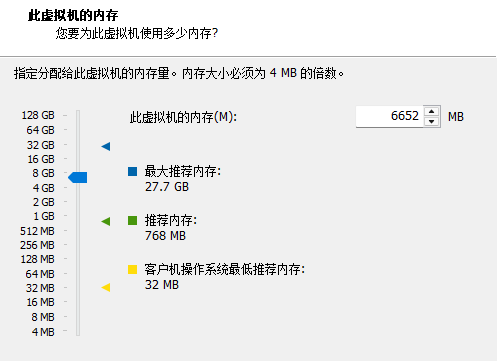 此虚拟机的内存
您要为此虚拟机使用多少内存?
指定分配给此虚拟机的内存量。内存大小必须为 4 MB 的倍数。
128 GB
64 GB
32 GB
16 GB
8 GB
4 GB
2 GB
1 GB
512 MB
256 MB
128 MB
64 MB
32 MB
16 MB
8 MB
4 MB
此虚拟机的内存(M): 6652 MB
最大推荐内存:
27.7 GB
推荐内存:
768 MB
客户机操作系统最低推荐内存:
32 MB